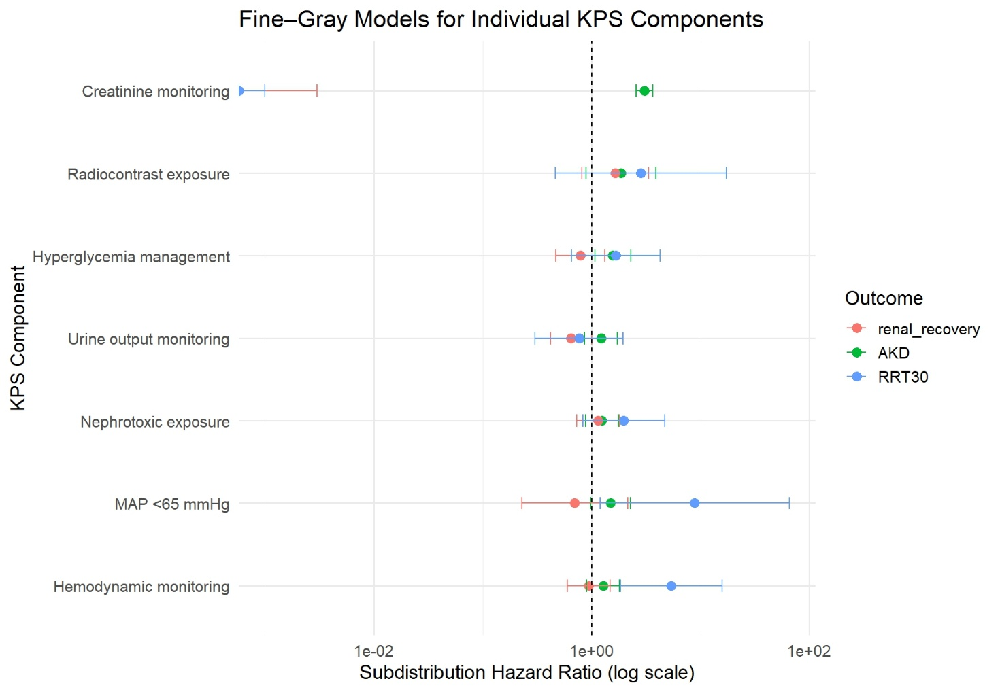 Fine–Gray Models for Individual KPS Components
KPS Component
Creatinine monitoring
Radiocontrast exposure
Hyperglycemia management
Urine output monitoring
Nephrotoxic exposure
MAP <65 mmHg
Hemodynamic monitoring
1e-02
1e+00
1e+02
Subdistribution Hazard Ratio (log scale)
Outcome
renal_recovery
AKD
RRT30